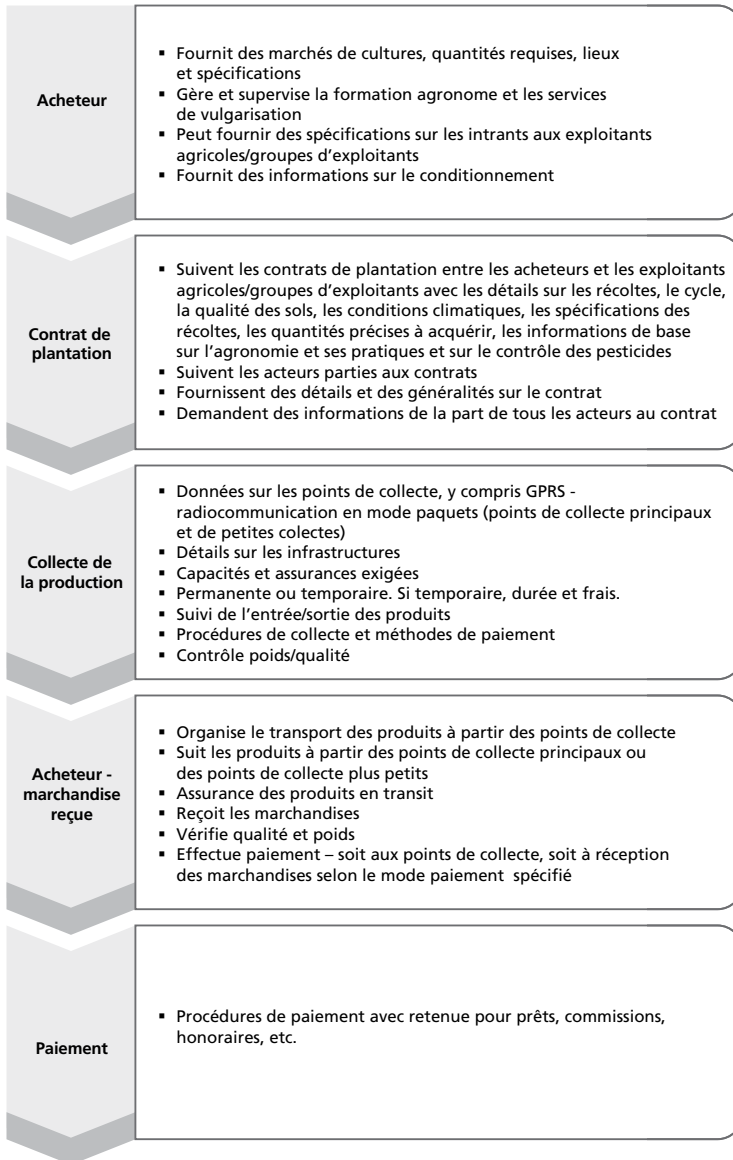 Acheteur
▪ Fournit des marchés de cultures, quantités requises, lieux
et spécifications
▪ Gère et supervise la formation agronome et les services
de vulgarisation
▪ Peut fournir des spécifications sur les intrants aux exploitants
agricoles/groupes d'exploitants
▪ Fournit des informations sur le conditionnement
Contrat de
plantation
▪ Suivent les contrats de plantation entre les acheteurs et les exploitants
agricoles/groupes d'exploitants avec les détails sur les récoltes, le cycle,
la qualité des sols, les conditions climatiques, les spécifications des
récoltes, les quantités précises à acquérir, les informations de base
sur l'agronomie et ses pratiques et sur le contrôle des pesticides
▪ Suivent les acteurs parties aux contrats
▪ Fournissent des détails et des généralités sur le contrat
▪ Demandent des informations de la part de tous les acteurs au contrat
Collecte de
la production
▪ Données sur les points de collecte, y compris GPRS -
radiocommunication en mode paquets (points de collecte principaux
et de petites colectes)
▪ Détails sur les infrastructures
▪ Capacités et assurances exigées
▪ Permanente ou temporaire. Si temporaire, durée et frais.
▪ Suivi de l'entrée/sortie des produits
▪ Procédures de collecte et méthodes de paiement
▪ Contrôle poids/qualité
Acheteur -
marchandise
reçue
▪ Organise le transport des produits à partir des points de collecte
▪ Suit les produits à partir des points de collecte principaux ou
des points de collecte plus petits
▪ Assurance des produits en transit
▪ Reçoit les marchandises
▪ Vérifie qualité et poids
▪ Effectue paiement – soit aux points de collecte, soit à réception
des marchandises selon le mode paiement spécifié
Paiement
▪ Procédures de paiement avec retenue pour prêts, commissions,
honoraires, etc.